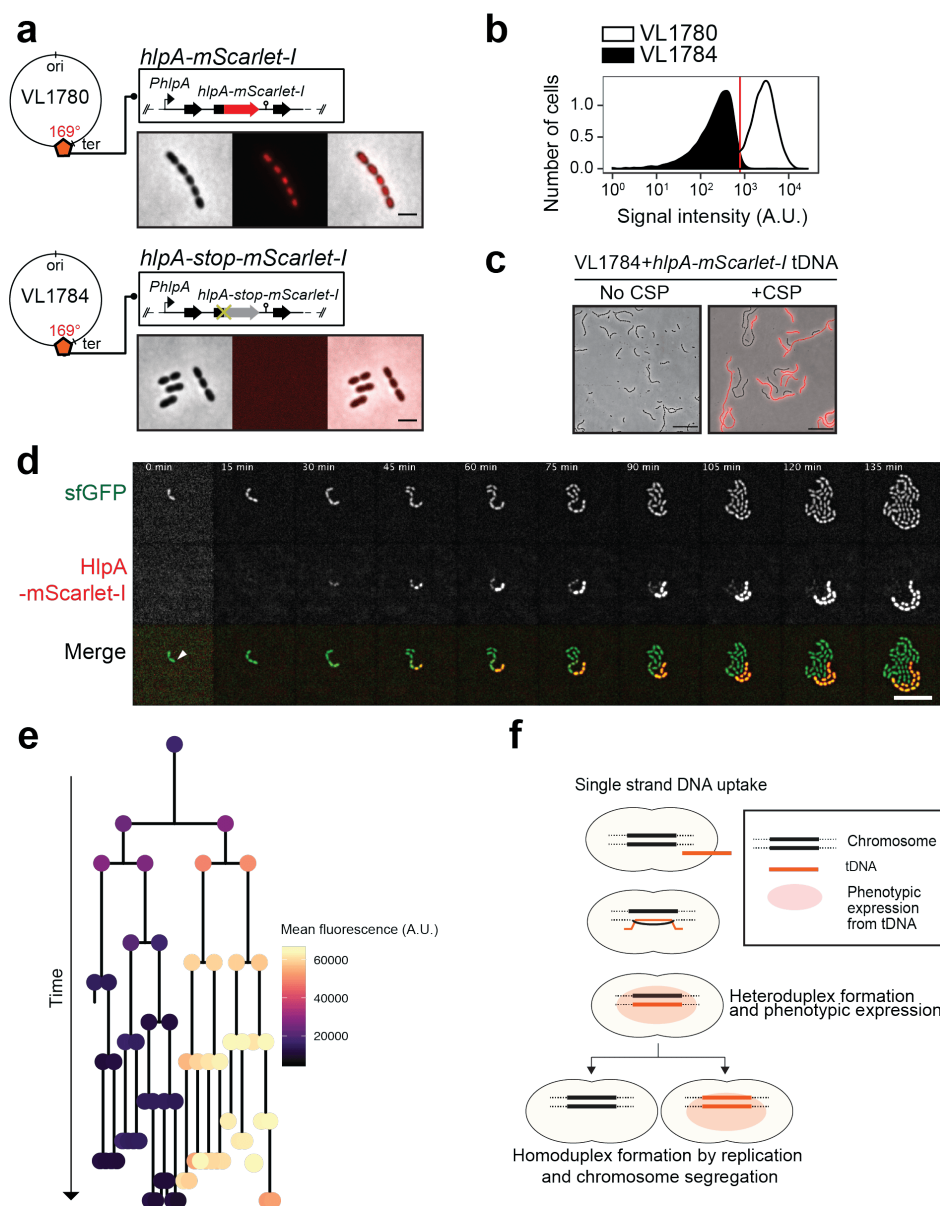 a
hlpA-mScarlet-I
ori
VL1780
169°
ter
PhlpA
hlpA-mScarlet-I
hlpA-stop-mScarlet-I
ori
VL1784
169°
ter
PhlpA
hlpA-stop-mScarlet-I
b
VL1780
VL1784
Number of cells
1.0
0.5
0.0
10⁰ 10¹ 10² 10³ 10⁴
Signal intensity (A.U.)
c
VL1784+hlpA-mScarlet-I tDNA
No CSP +CSP
d
0 min 15 min 30 min 45 min 60 min 75 min 90 min 105 min 120 min 135 min
sfGFP
HlpA
-mScarlet-I
Merge
e
Time
Mean fluorescence (A.U.)
60000
40000
20000
f
Single strand DNA uptake
Chromosome
tDNA
Phenotypic
expression
from tDNA
Heteroduplex formation
and phenotypic expression
Homoduplex formation by replication
and chromosome segregation